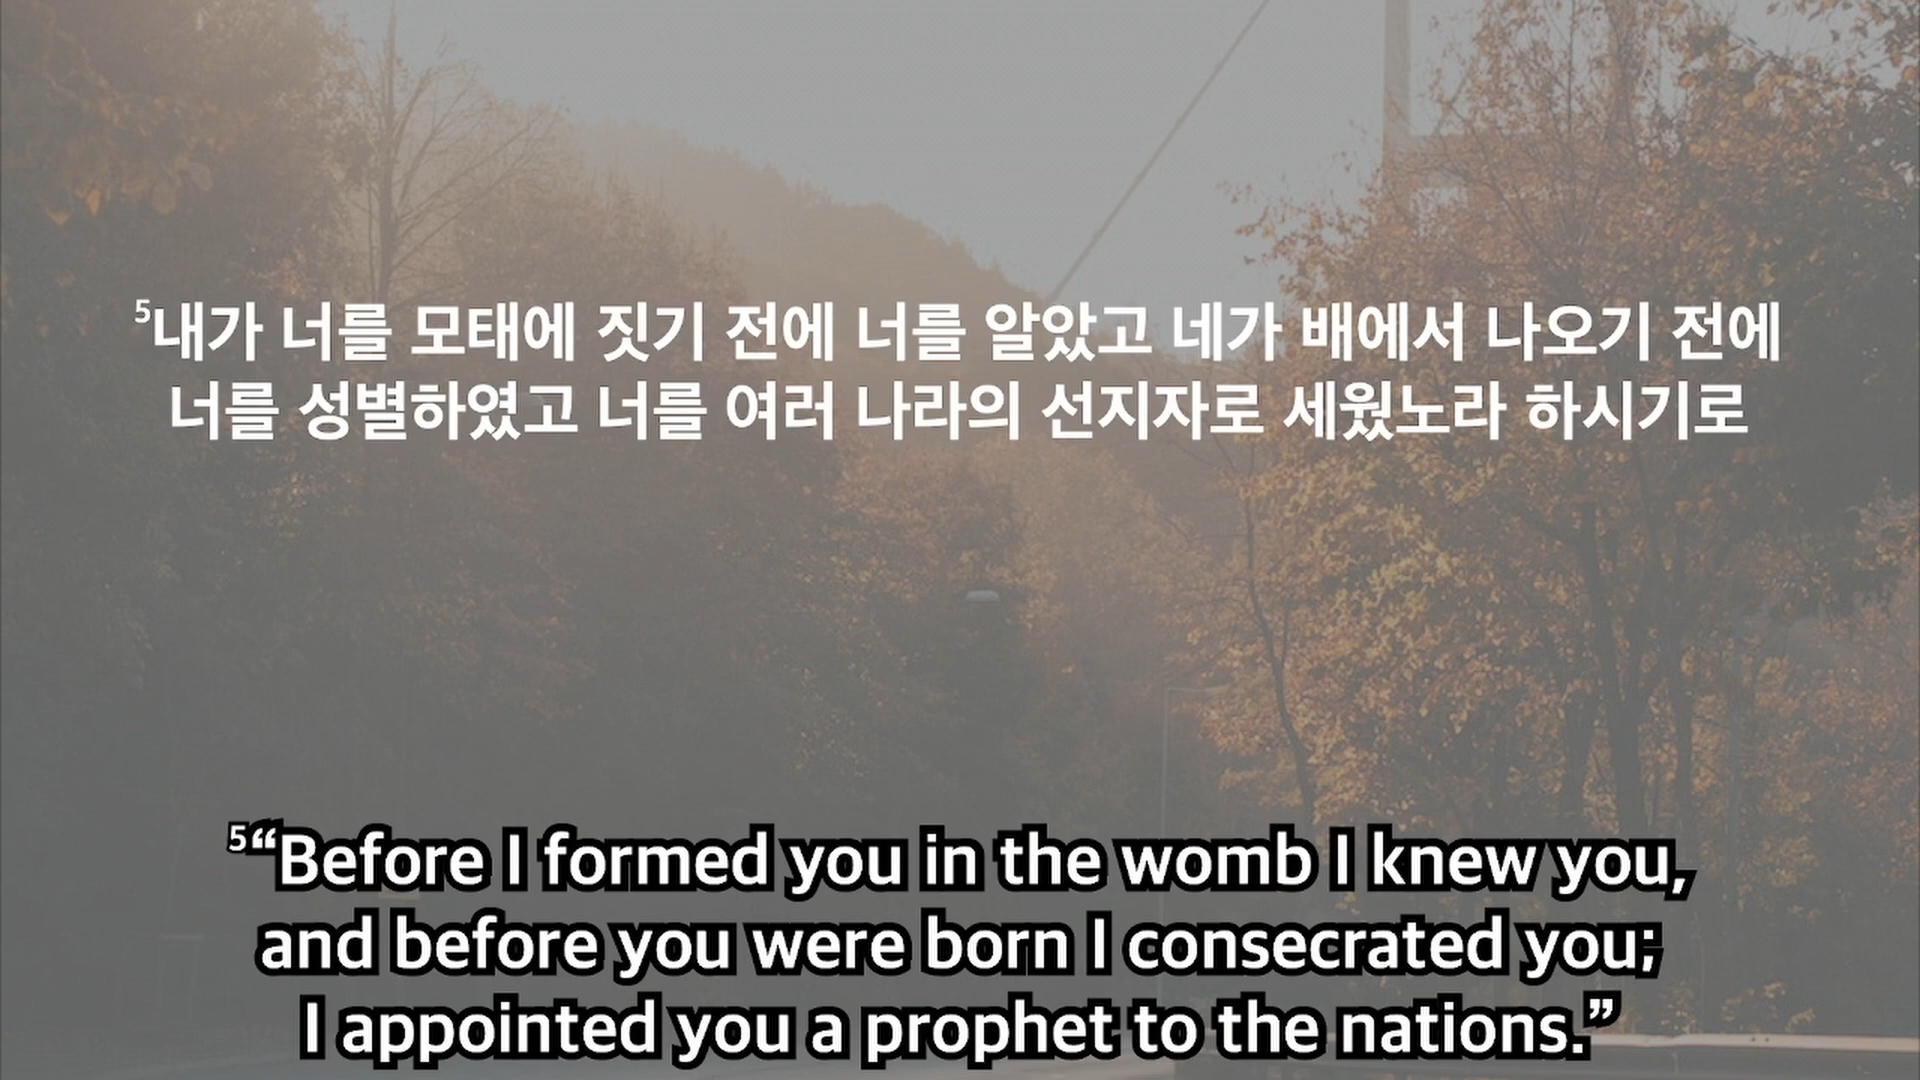 ⁵내가 너를 모태에 짓기 전에 너를 알았고 네가 배에서 나오기 전에
너를 성별하였고 너를 여러 나라의 선지자로 세웠노라 하시기로
⁵“Before I formed you in the womb I knew you,
and before you were born I consecrated you;
I appointed you a prophet to the nations.”